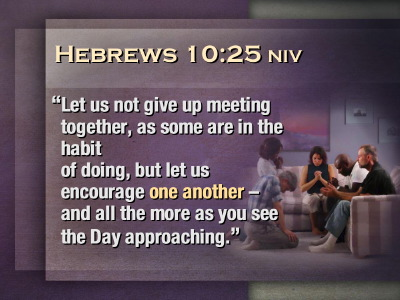 Hebrews 10:25 NIV
“Let us not give up meeting
together, as some are in the
habit
of doing, but let us
encourage one another –
and all the more as you see
the Day approaching.”